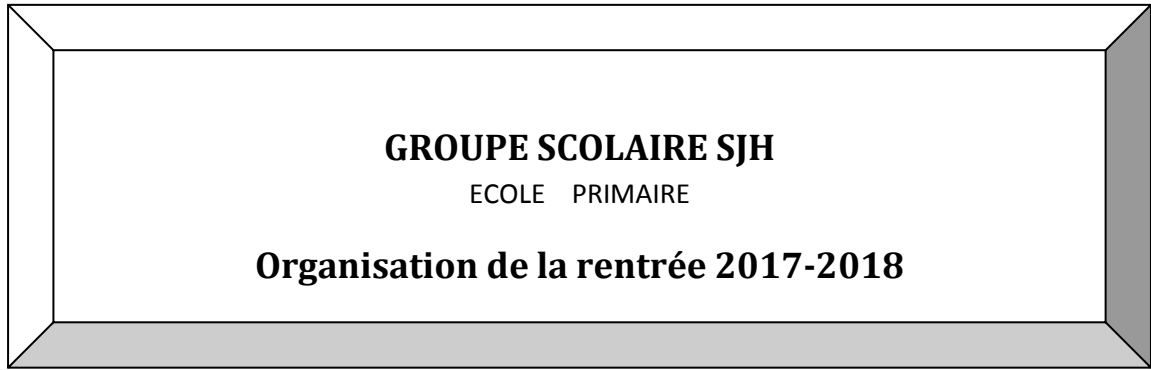 GROUPE SCOLAIRE SJH
ECOLE PRIMAIRE
Organisation de la rentrée 2017-2018